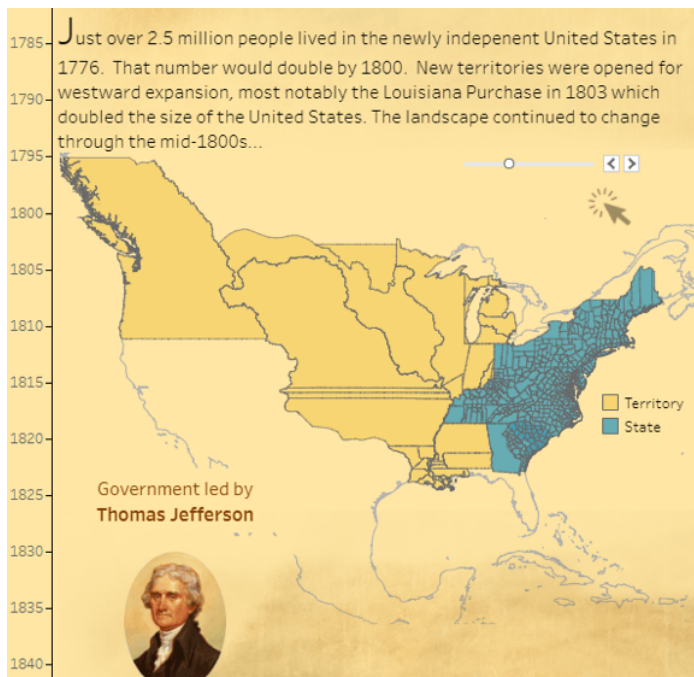 Just over 2.5 million people lived in the newly indepenent United States in
1776. That number would double by 1800. New territories were opened for
westward expansion, most notably the Louisiana Purchase in 1803 which
doubled the size of the United States. The landscape continued to change
through the mid-1800s...
1785
1790
1795
1800
1805
1810
1815
1820
1825
1830
1835
1840
Territory
State
Government led by
Thomas Jefferson